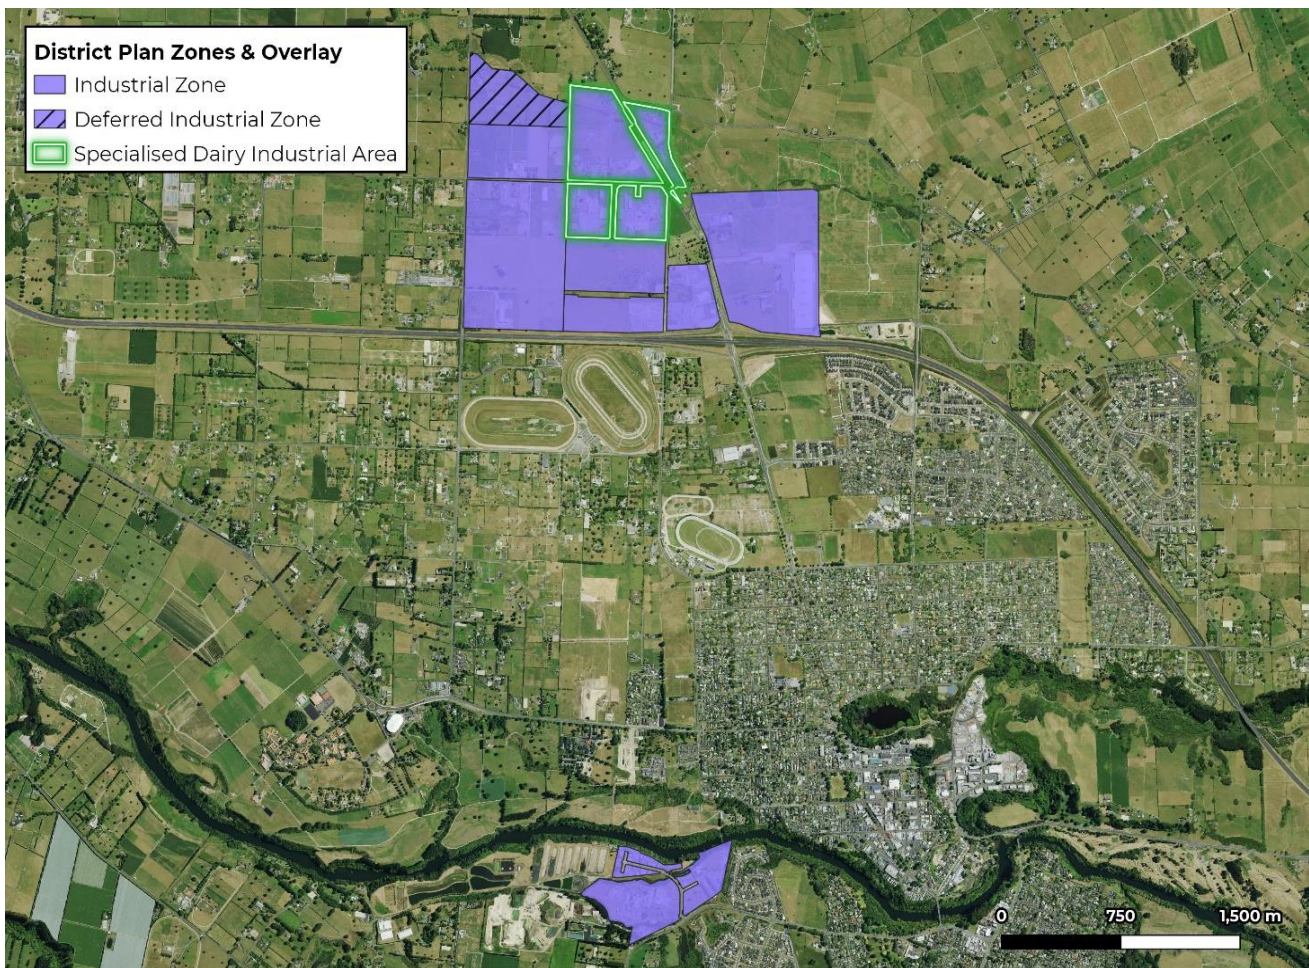 District Plan Zones & Overlay
Industrial Zone
Deferred Industrial Zone
Specialised Dairy Industrial Area
0 750 1,500 m